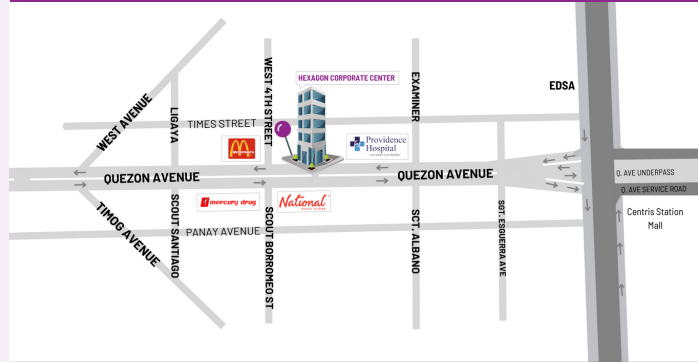 WEST AVENUE
LIGAYA
WEST 4TH STREET
HEXAGON CORPORATE CENTER
EXAMINER
EDSA
TIMES STREET
M
Providence
Hospital
QUEZON AVENUE
QUEZON AVENUE
Q. AVE UNDERPASS
Q. AVE SERVICE ROAD
mercury drug
National
BOOK STORE
TIMOG AVENUE
SCOUT SANTIAGO
PANAY AVENUE
SCOUT BORROMEO ST
SCT. ALBANO
SGT. ESGUERRA AVE
Centris Station
Mall